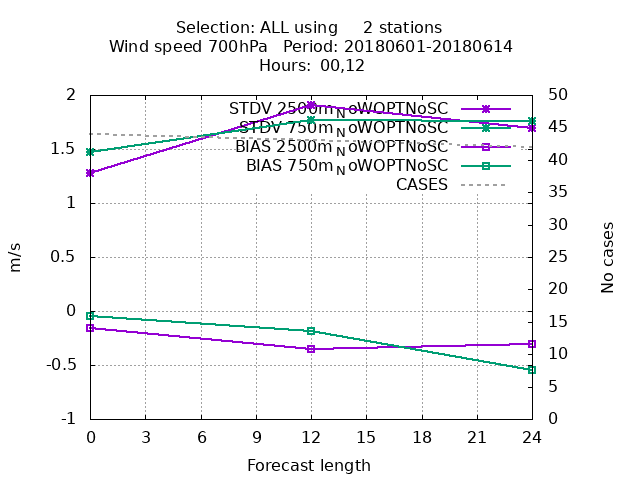 Selection: ALL using     2 stations
Wind speed 700hPa   Period: 20180601-20180614
Hours: 00,12
STDV 2500m_NoWOPTNoSC
STDV 750m_NoWOPTNoSC
BIAS 2500m_NoWOPTNoSC
BIAS 750m_NoWOPTNoSC
CASES
2
1.5
1
0.5
0
-0.5
-1
m/s
50
45
40
35
30
25
20
15
10
5
0
No cases
0 3 6 9 12 15 18 21 24
Forecast length